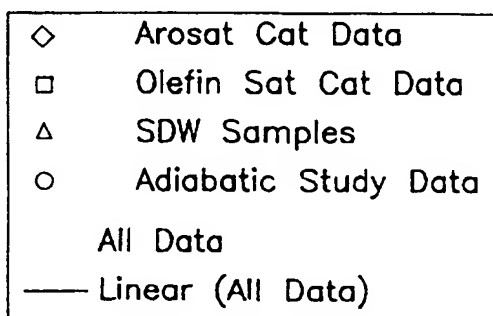 Arosat Cat Data
Olefin Sat Cat Data
SDW Samples
Adiabatic Study Data
All Data
Linear (All Data)